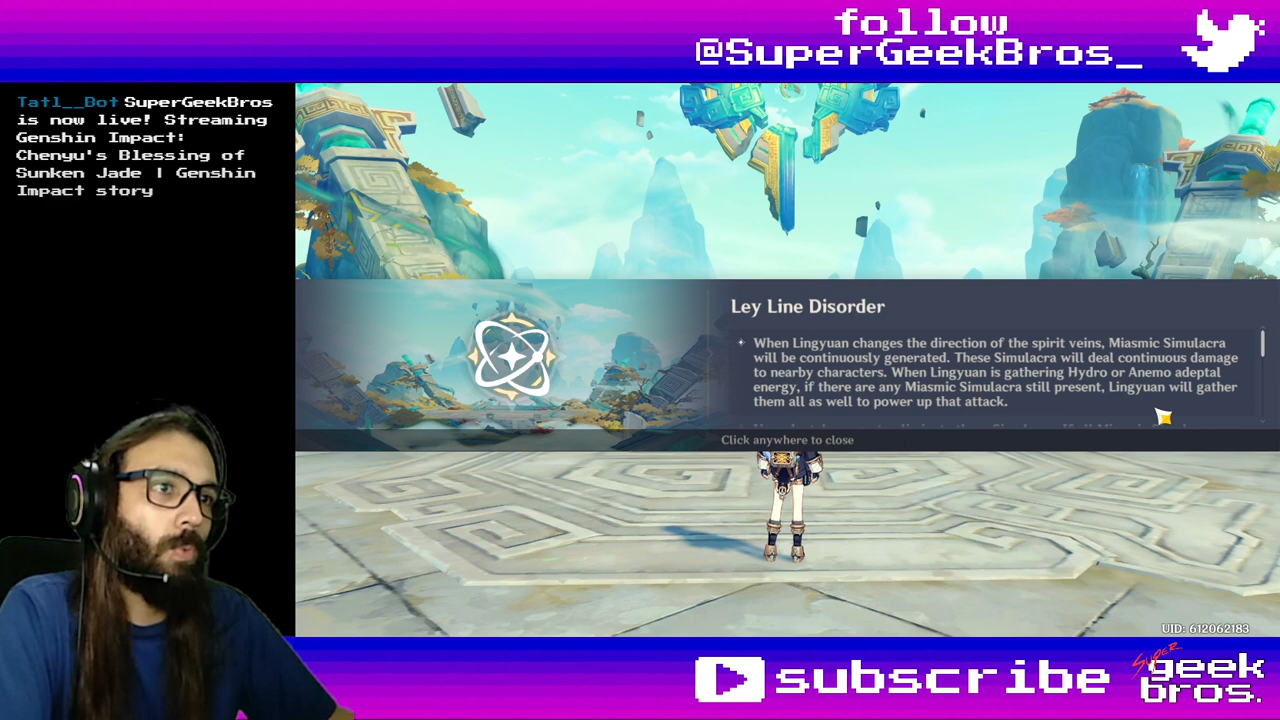 follow
@SuperGeekBros_
Tatl__Bot SuperGeekBros
is now live! Streaming
Genshin Impact:
Chenyu's Blessing of
Sunken Jade | Genshin
Impact story
Ley Line Disorder
When Lingyuan changes the direction of the spirit veins, Miasmic Simulacra
will be continuously generated. These Simulacra will deal continuous damage
to nearby characters. When Lingyuan is gathering Hydro or Anemo adeptal
energy, if there are any Miasmic Simulacra still present, Lingyuan will gather
them all as well to power up that attack.
Click anywhere to close
UID: 612062183
subscribe
SUPER
geek
bros.